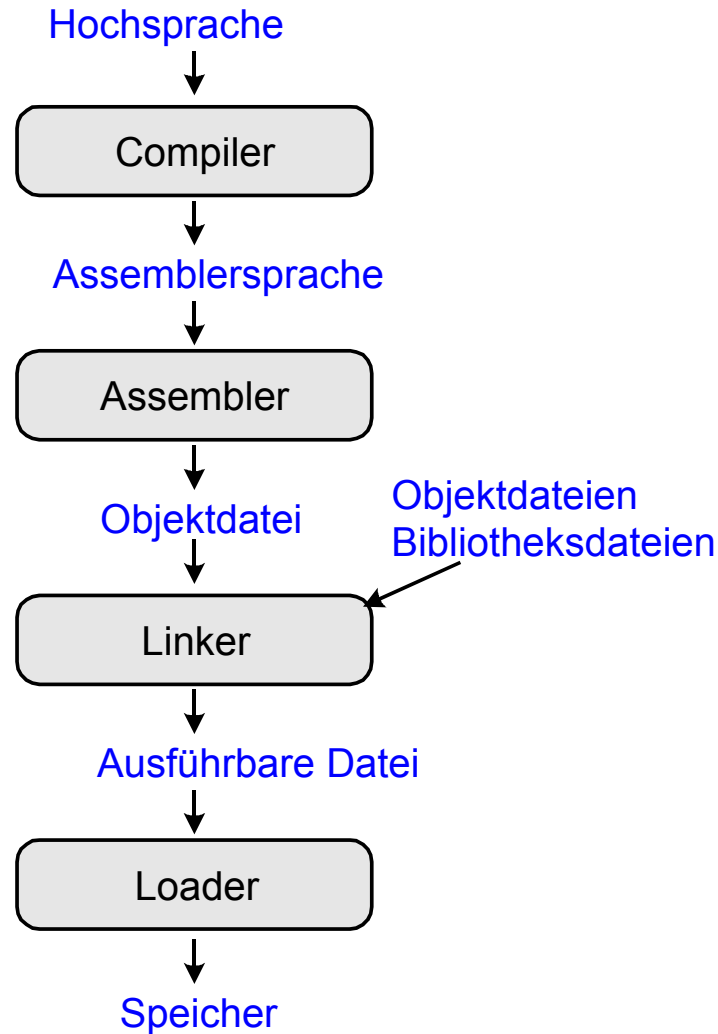 Hochsprache
Compiler
Assemblersprache
Assembler
Objektdatei
Objektdateien
Bibliotheksdateien
Linker
Ausführbare Datei
Loader
Speicher